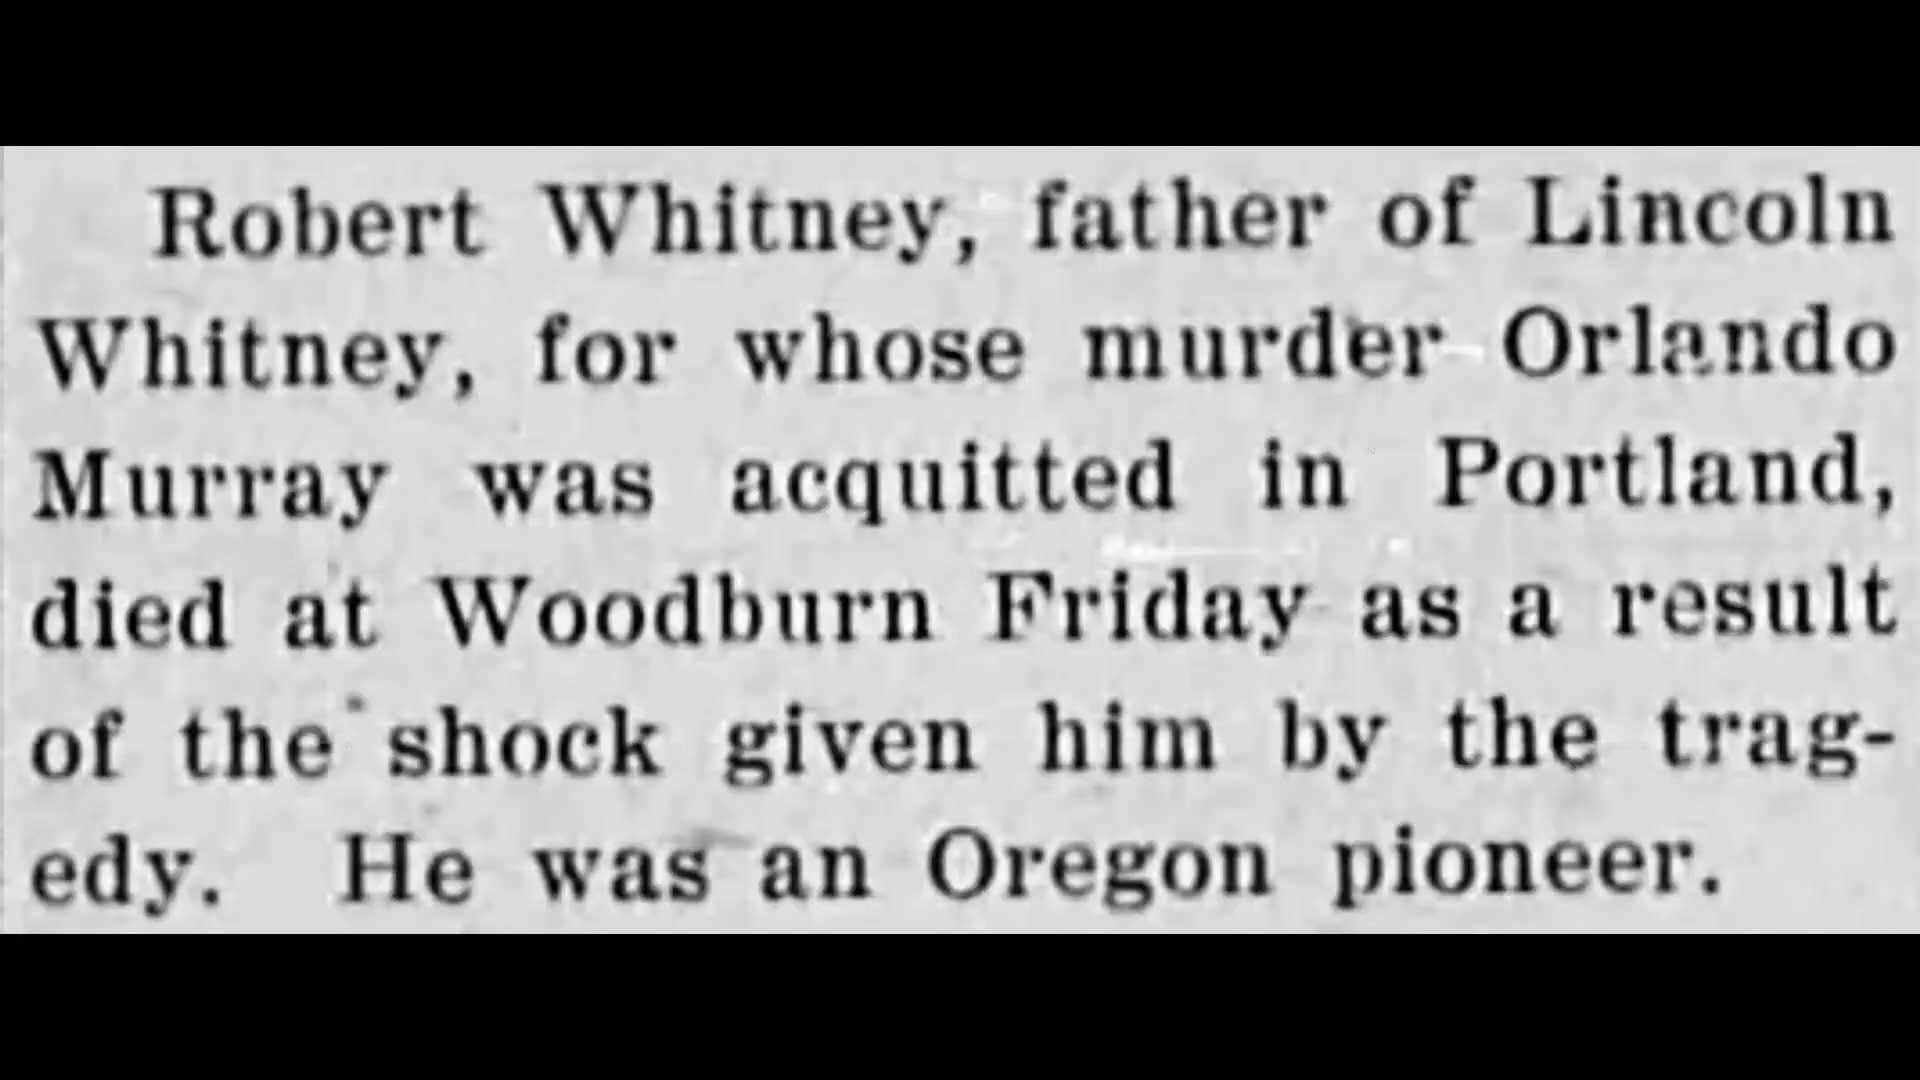 Robert Whitney, father of Lincoln
Whitney, for whose murder Orlando
Murray was acquitted in Portland,
died at Woodburn Friday as a result
of the shock given him by the trag-
edy. He was an Oregon pioneer.